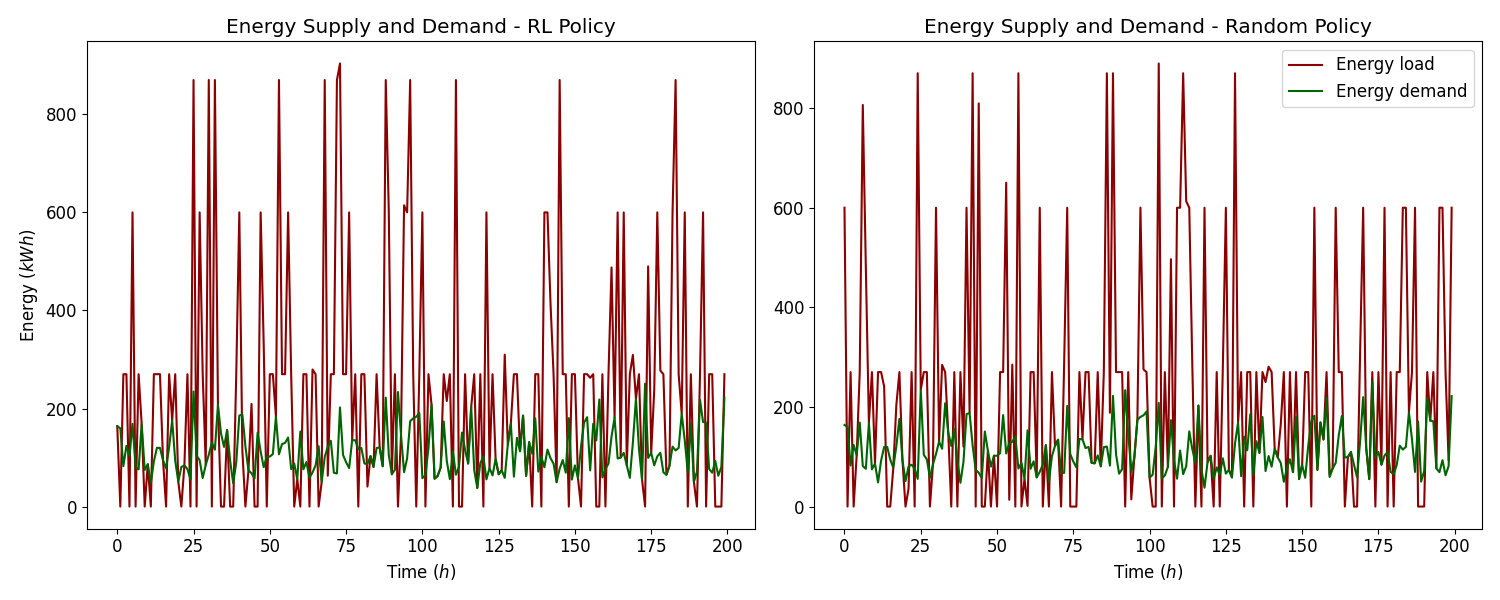 Energy Supply and Demand - RL Policy
800
600
400
200
0
Energy (kWh)
0 25 50 75 100 125 150 175 200
Time (h)
Energy Supply and Demand - Random Policy
Energy load
Energy demand
800
600
400
200
0
0 25 50 75 100 125 150 175 200
Time (h)